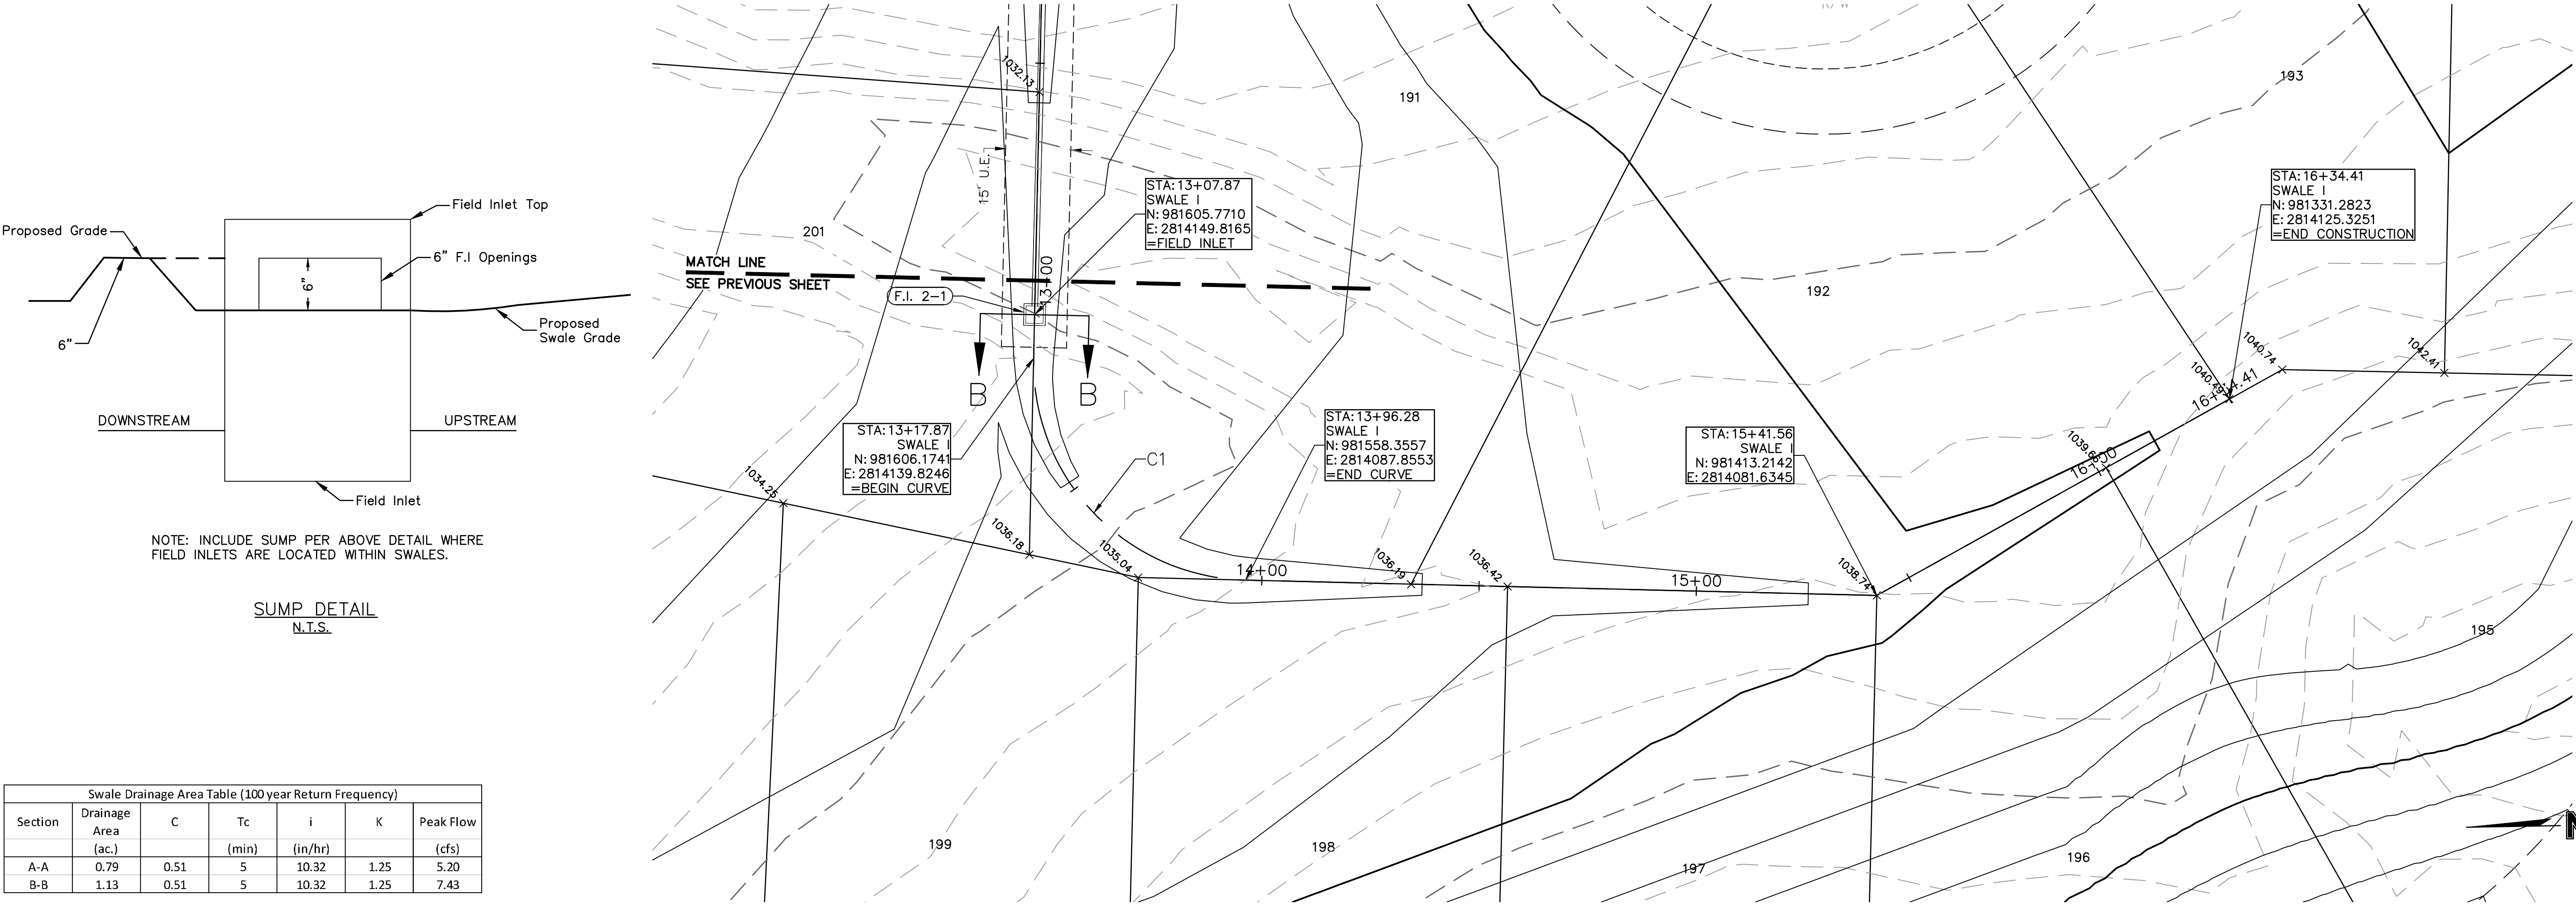 Proposed Grade
Field Inlet Top
6" F.I Openings
6"
6"
Proposed
Swale Grade
DOWNSTREAM
UPSTREAM
Field Inlet
NOTE: INCLUDE SUMP PER ABOVE DETAIL WHERE
FIELD INLETS ARE LOCATED WITHIN SWALES.
SUMP DETAIL
N.T.S.
Swale Drainage Area Table (100 year Return Frequency)
Section Drainage Area C Tc i K Peak Flow
(ac.) (min) (in/hr) (cfs)
A-A 0.79 0.51 5 10.32 1.25 5.20
B-B 1.13 0.51 5 10.32 1.25 7.43
1032.13
15' U.E.
191
193
201
192
MATCH LINE
SEE PREVIOUS SHEET
13+00
F.I. 2-1
STA: 13+07.87
SWALE I
N: 981605.7710
E: 2814149.8165
=FIELD INLET
STA: 16+34.41
SWALE I
N: 981331.2823
E: 2814125.3251
=END CONSTRUCTION
B
B
STA: 13+17.87
SWALE I
N: 981606.1741
E: 2814139.8246
=BEGIN CURVE
C1
STA: 13+96.28
SWALE I
N: 981558.3557
E: 2814087.8553
=END CURVE
STA: 15+41.56
SWALE I
N: 981413.2142
E: 2814081.6345
1034.25
1036.18
1035.04
14+00
1036.19
1036.42
15+00
1038.74
1039.65
16+00
1040.49
16+34.41
1040.74
1042.41
195
199
198
197
196
N